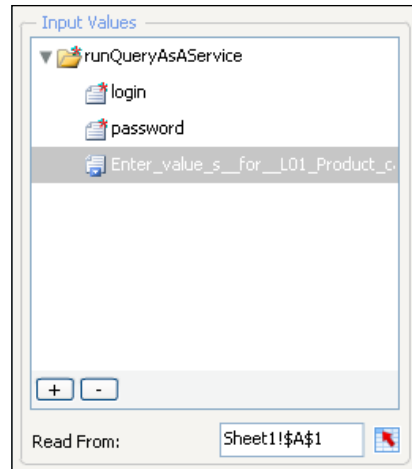 Input Values
runQueryAsAService
login
password
Enter_value_s__for__L01_Product_c
+ -
Read From: Sheet1!$A$1